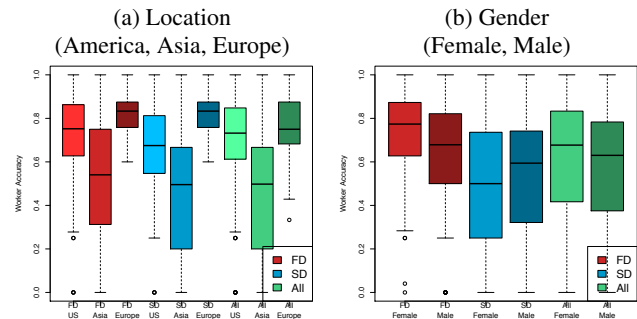 (a) Location
(America, Asia, Europe)
Worker Accuracy
1.0
0.8
0.6
0.4
0.2
0.0
FD
SD
All
FD FD FD SD SD SD All All All
US Asia Europe US Asia Europe US Asia Europe
(b) Gender
(Female, Male)
Worker Accuracy
1.0
0.8
0.6
0.4
0.2
0.0
FD
SD
All
FD FD SD SD All All
Female Male Female Male Female Male